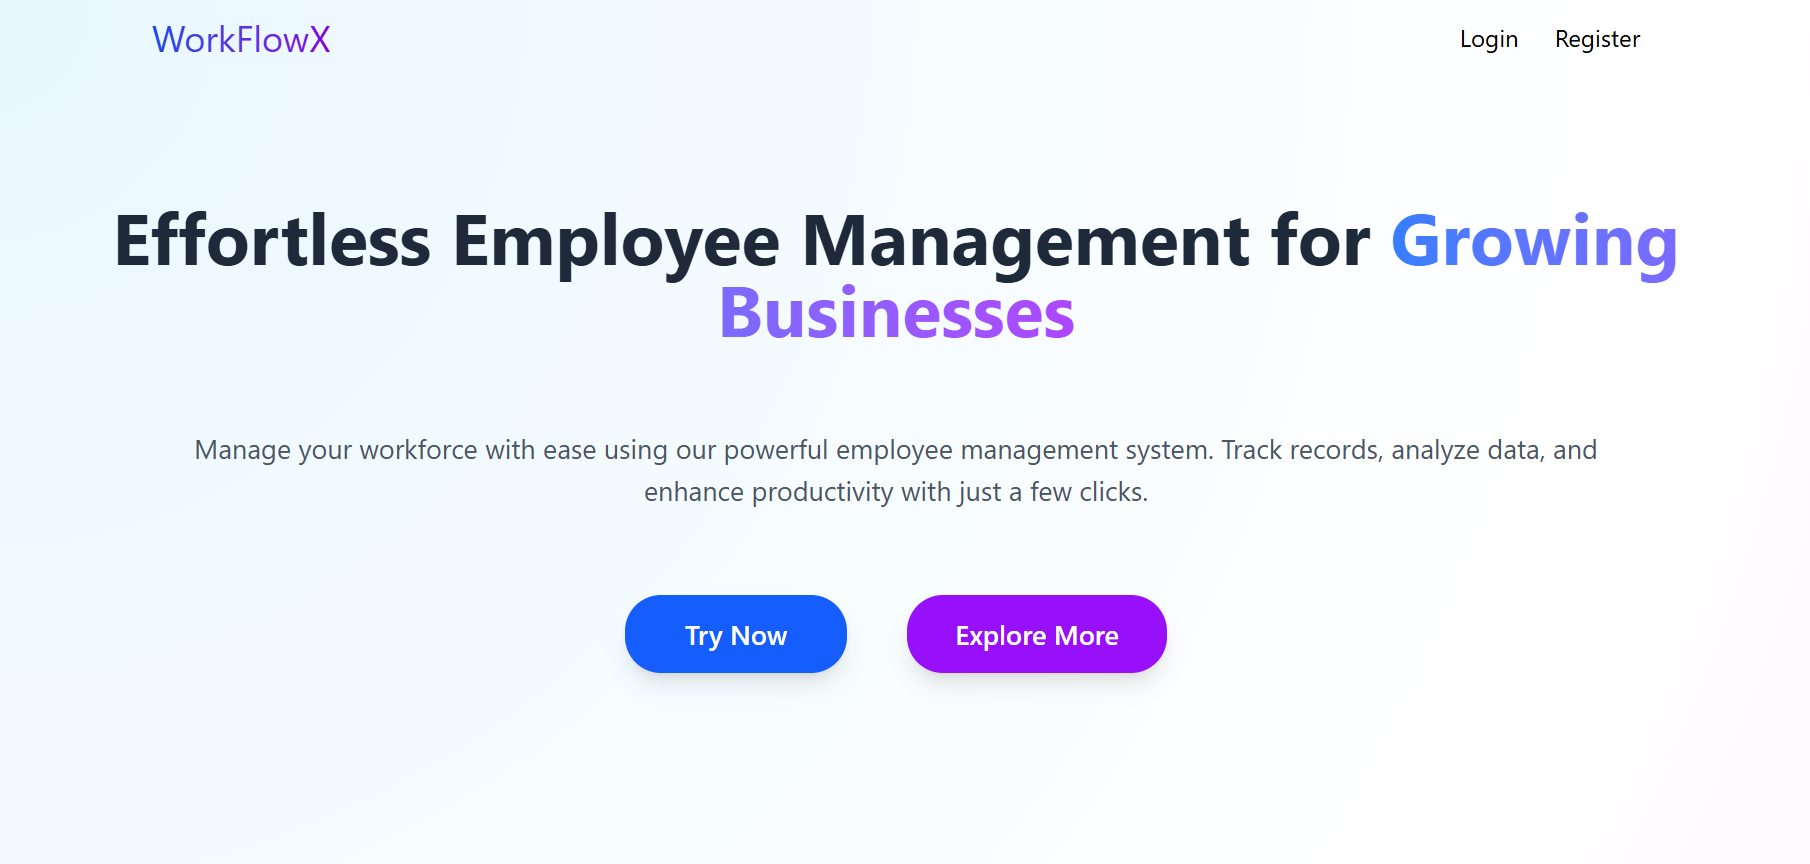 WorkFlowX
Login
Register
Effortless Employee Management for Growing
Businesses
Manage your workforce with ease using our powerful employee management system. Track records, analyze data, and
enhance productivity with just a few clicks.
Try Now
Explore More